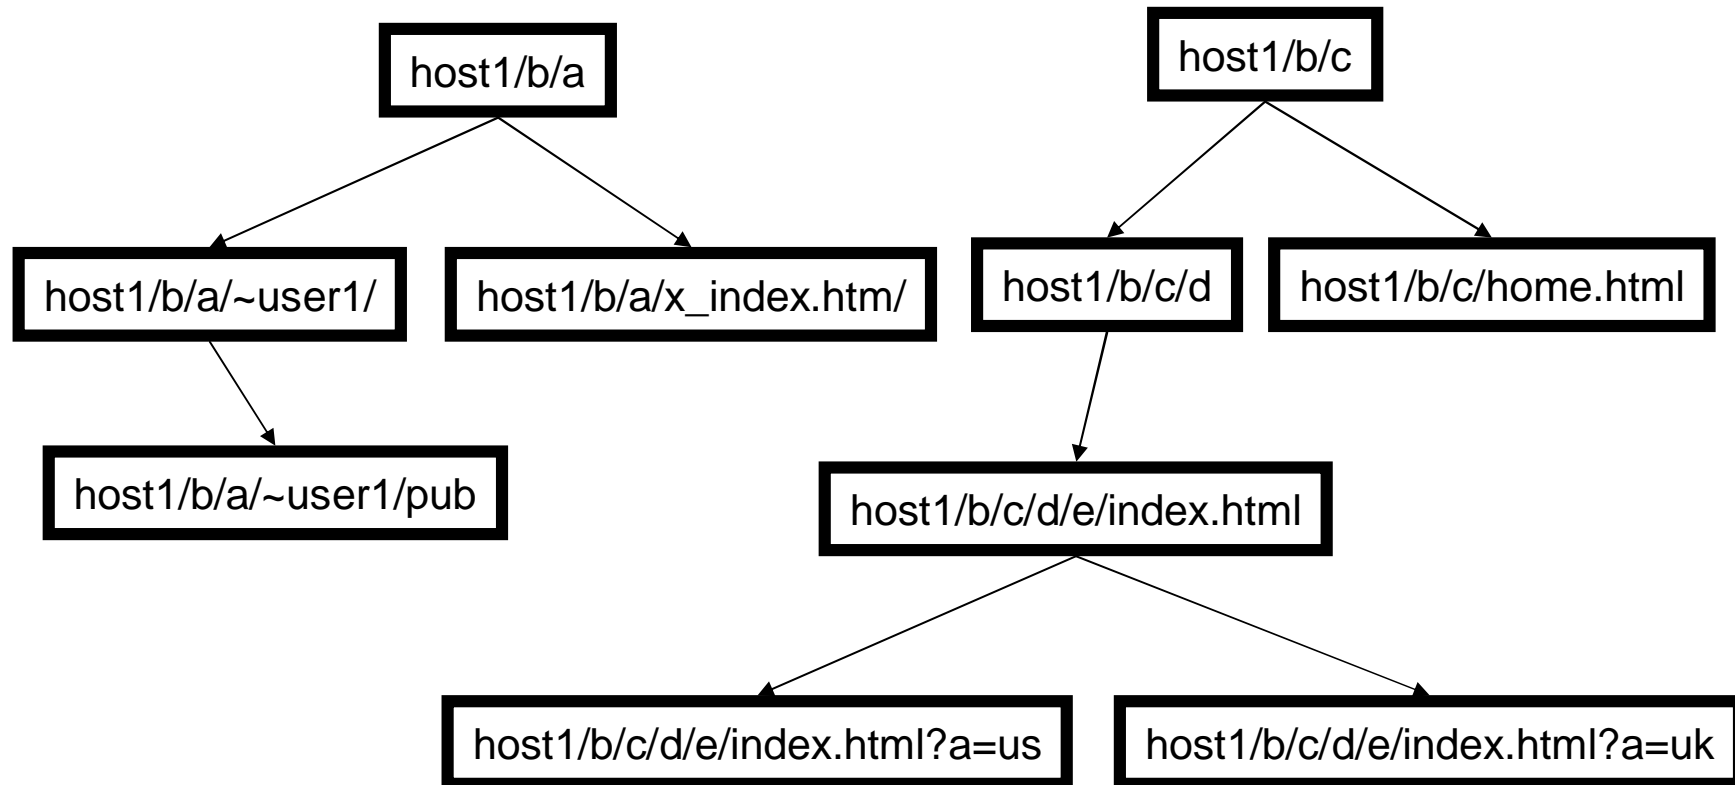 host1/b/a
host1/b/c
host1/b/a/~user1/
host1/b/a/x_index.htm/
host1/b/c/d
host1/b/c/home.html
host1/b/a/~user1/pub
host1/b/c/d/e/index.html
host1/b/c/d/e/index.html?a=us
host1/b/c/d/e/index.html?a=uk